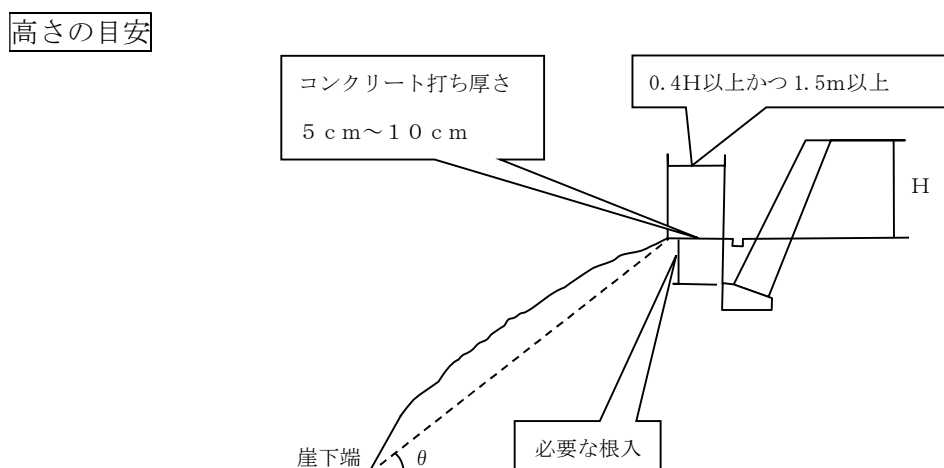 高さの目安
コンクリート打ち厚さ
５ｃｍ～１０ｃｍ
0.4H以上かつ1.5m以上
H
必要な根入
崖下端
θ